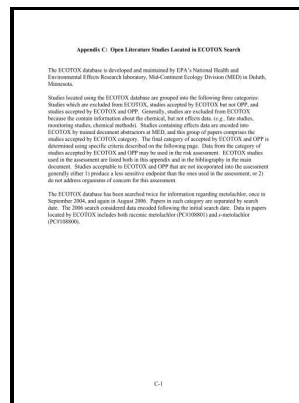 Appendix C: Open Literature Studies Located in ECOTOX Search
The ECOTOX database is developed and maintained by EPA's National Health and
Environmental Effects Research laboratory, Mid-Continent Ecology Division (MED) in Duluth,
Minnesota.
Studies located using the ECOTOX database are grouped into the following three categories:
Studies which are excluded from ECOTOX, studies accepted by ECOTOX but not OPP, and
studies accepted by ECOTOX and OPP. Generally, studies are excluded from ECOTOX
because the contain information about the chemical, but not effects data, (e.g., fate studies,
monitoring studies, chemical methods). Studies containing effects data are encoded into
ECOTOX by trained document abstractors at MED, and this group of papers comprises the
studies accepted by ECOTOX category. The final category of accepted by ECOTOX and OPP is
determined using specific criteria described on the following page. Data from the category of
studies accepted by ECOTOX and OPP may be used in the risk assessment. ECOTOX studies
used in the assessment are listed both in this appendix and in the bibliography in the main
document. Studies acceptable to ECOTOX and OPP that are not incorporated into the assessment
generally either 1) produce a less sensitive endpoint than the ones used in the assessment, or 2)
do not address organisms of concern for this assessment.
The ECOTOX database has been searched twice for information regarding metolachlor, once in
September 2004, and again in August 2006. Papers in each category are separated by search
date. The 2006 search considered data encoded following the initial search date. Data in papers
located by ECOTOX includes both racemic metolachlor (PC#108801) and s-metolachlor
(PC#108800).
C-1